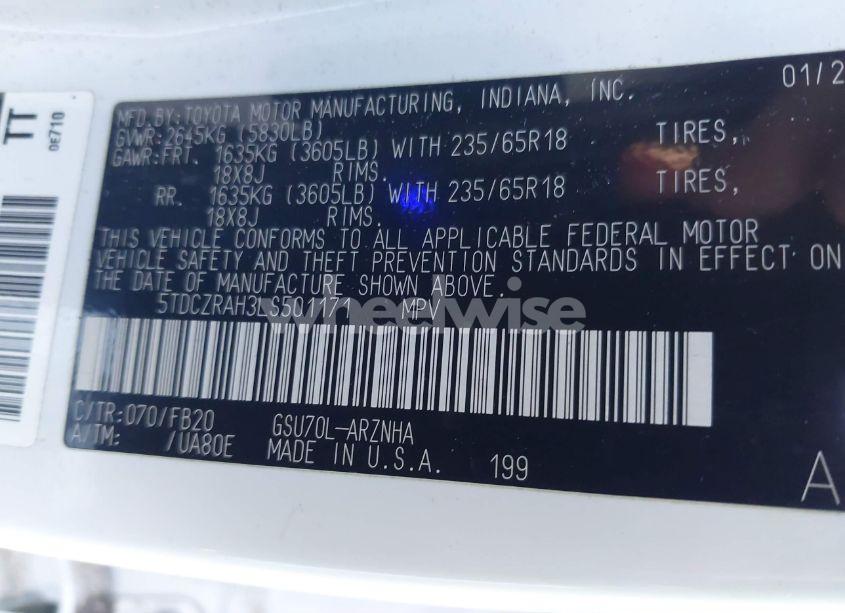 TT
0E710
MFD.BY:TOYOTA MOTOR MANUFACTURING, INDIANA, INC. 01/2
GVWR:2645KG (5830LB)
GAWR:FRT. 1635KG (3605LB) WITH 235/65R18 TIRES,
18X8J RIMS.
RR. 1635KG (3605LB) WITH 235/65R18 TIRES,
18X8J RIMS.
THIS VEHICLE CONFORMS TO ALL APPLICABLE FEDERAL MOTOR
VEHICLE SAFETY AND THEFT PREVENTION STANDARDS IN EFFECT ON
THE DATE OF MANUFACTURE SHOWN ABOVE.
5TDCZRAH3LS501171 MPV
wheelwise
C/TR:070/FB20 GSU70L-ARZNHA
A/TM: /UA80E MADE IN U.S.A. 199
A